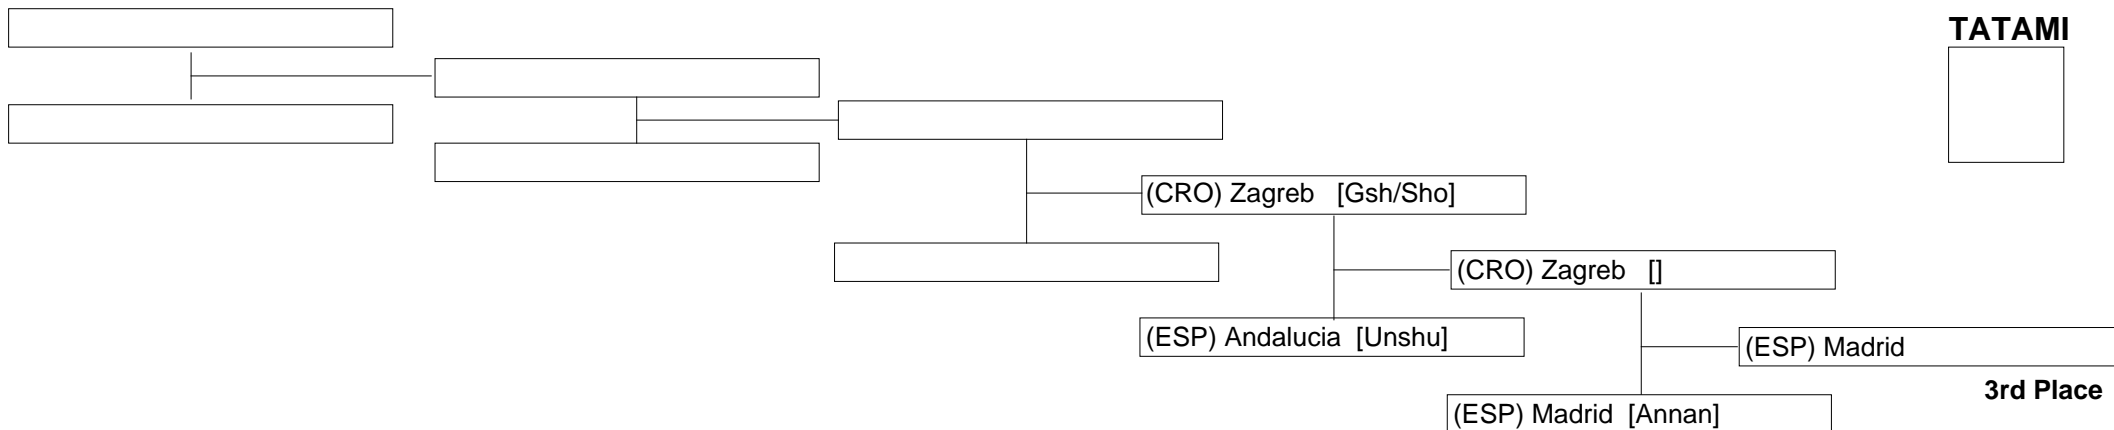 TATAMI
(CRO) Zagreb [Gsh/Sho]
(CRO) Zagreb []
(ESP) Andalucia [Unshu]
(ESP) Madrid
3rd Place
(ESP) Madrid [Annan]